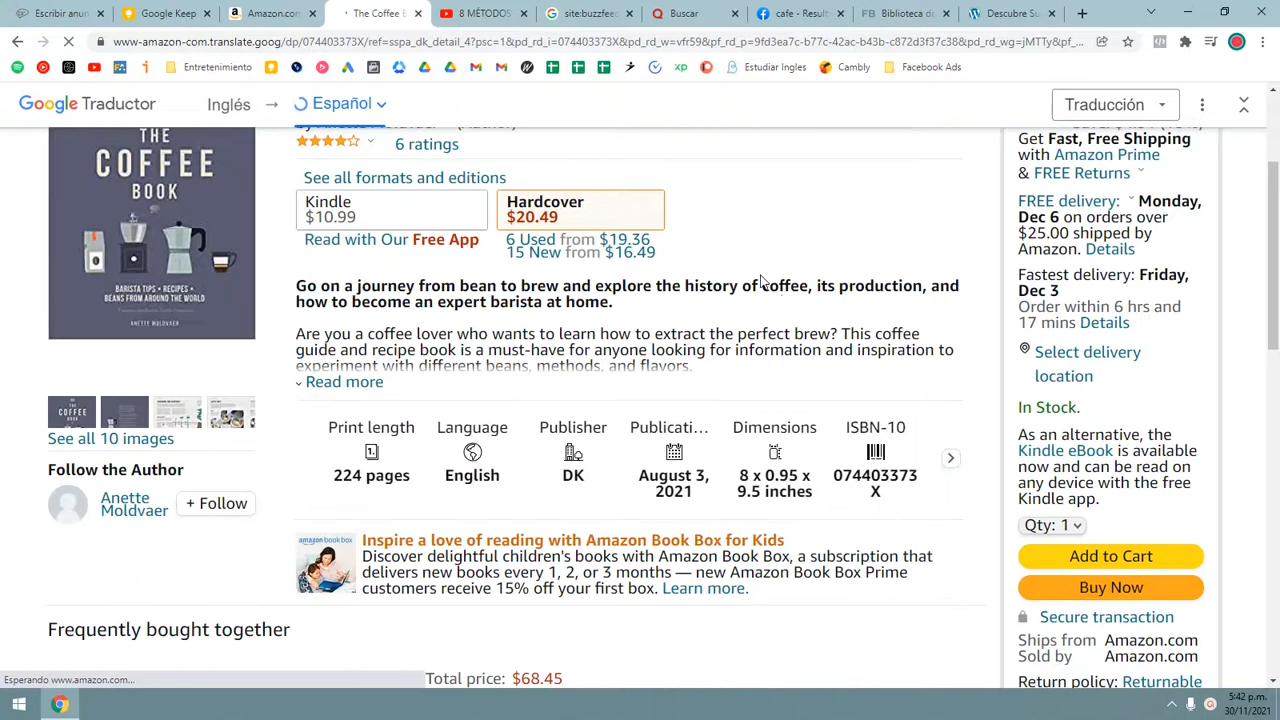 Escribir anun
Google Keep
Amazon.com
The Coffee B
8 MÉTODOS
site:buzzfeed
Buscar
cafe - Result
Biblioteca de
Descubre Su
www-amazon-com.translate.goog/dp/074403373X/ref=sspa_dk_detail_4?psc=1&pd_rd_i=074403373X&pd_rd_w=vfr59&pf_rd_p=9fd3ea7c-b77c-42ac-b43b-c872d3f37c38&pd_rd_wg=jMTTy&pf_...
Entretenimiento
Estudiar Ingles
Cambly
Facebook Ads
Google Traductor
Inglés → Español
Traducción
THE
COFFEE
BOOK
BARISTA TIPS • RECIPES •
BEANS FROM AROUND THE WORLD
ANETTE MOLDVAER
See all 10 images
Follow the Author
Anette
Moldvaer
+ Follow
6 ratings
See all formats and editions
Kindle
$10.99
Hardcover
$20.49
Read with Our Free App
6 Used from $19.36
15 New from $16.49
Go on a journey from bean to brew and explore the history of coffee, its production, and
how to become an expert barista at home.
Are you a coffee lover who wants to learn how to extract the perfect brew? This coffee
guide and recipe book is a must-have for anyone looking for information and inspiration to
experiment with different beans, methods, and flavors.
Read more
Print length
224 pages
Language
English
Publisher
DK
Publicati...
August 3,
2021
Dimensions
8 x 0.95 x
9.5 inches
ISBN-10
074403373
X
amazon book box
Inspire a love of reading with Amazon Book Box for Kids
Discover delightful children's books with Amazon Book Box, a subscription that
delivers new books every 1, 2, or 3 months — new Amazon Book Box Prime
customers receive 15% off your first box. Learn more.
Frequently bought together
Total price: $68.45
Get Fast, Free Shipping
with Amazon Prime
& FREE Returns
FREE delivery: Monday,
Dec 6 on orders over
$25.00 shipped by
Amazon. Details
Fastest delivery: Friday,
Dec 3
Order within 6 hrs and
17 mins Details
Select delivery
location
In Stock.
As an alternative, the
Kindle eBook is available
now and can be read on
any device with the free
Kindle app.
Qty: 1
Add to Cart
Buy Now
Secure transaction
Ships from Amazon.com
Sold by Amazon.com
Return policy: Returnable
Esperando www.amazon.com...
5:42 p.m.
30/11/2021